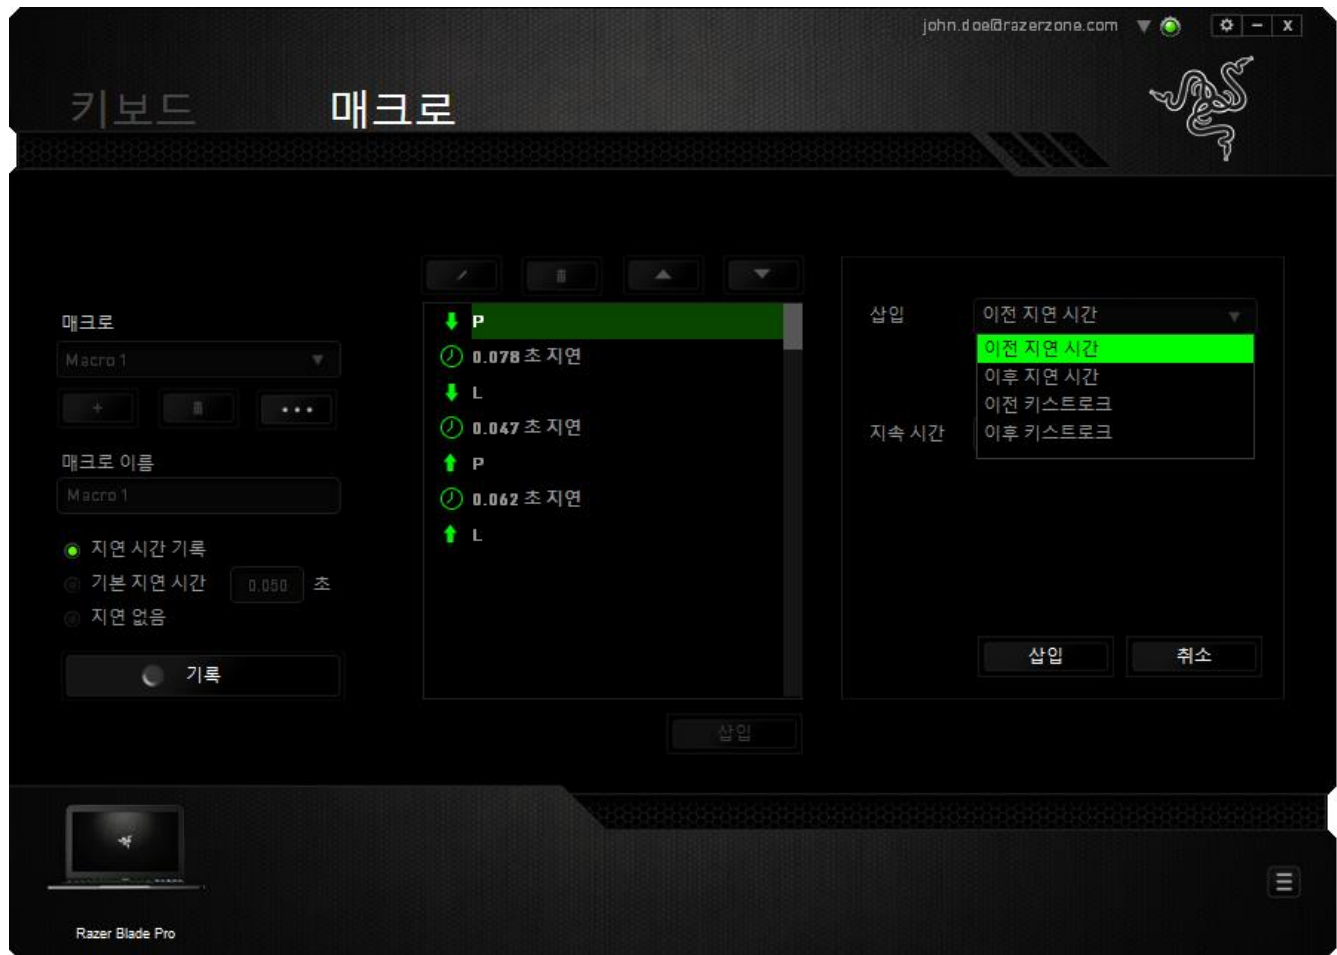 john.doe@razerzone.com
키보드
매크로
매크로
Macro 1
매크로 이름
Macro 1
지연 시간 기록
기본 지연 시간 0.050 초
지연 없음
기록
P
0.078 초 지연
L
0.047 초 지연
P
0.062 초 지연
L
삽입
삽입 이전 지연 시간
이전 지연 시간
이후 지연 시간
이전 키스트로크
지속 시간 이후 키스트로크
삽입 취소
Razer Blade Pro